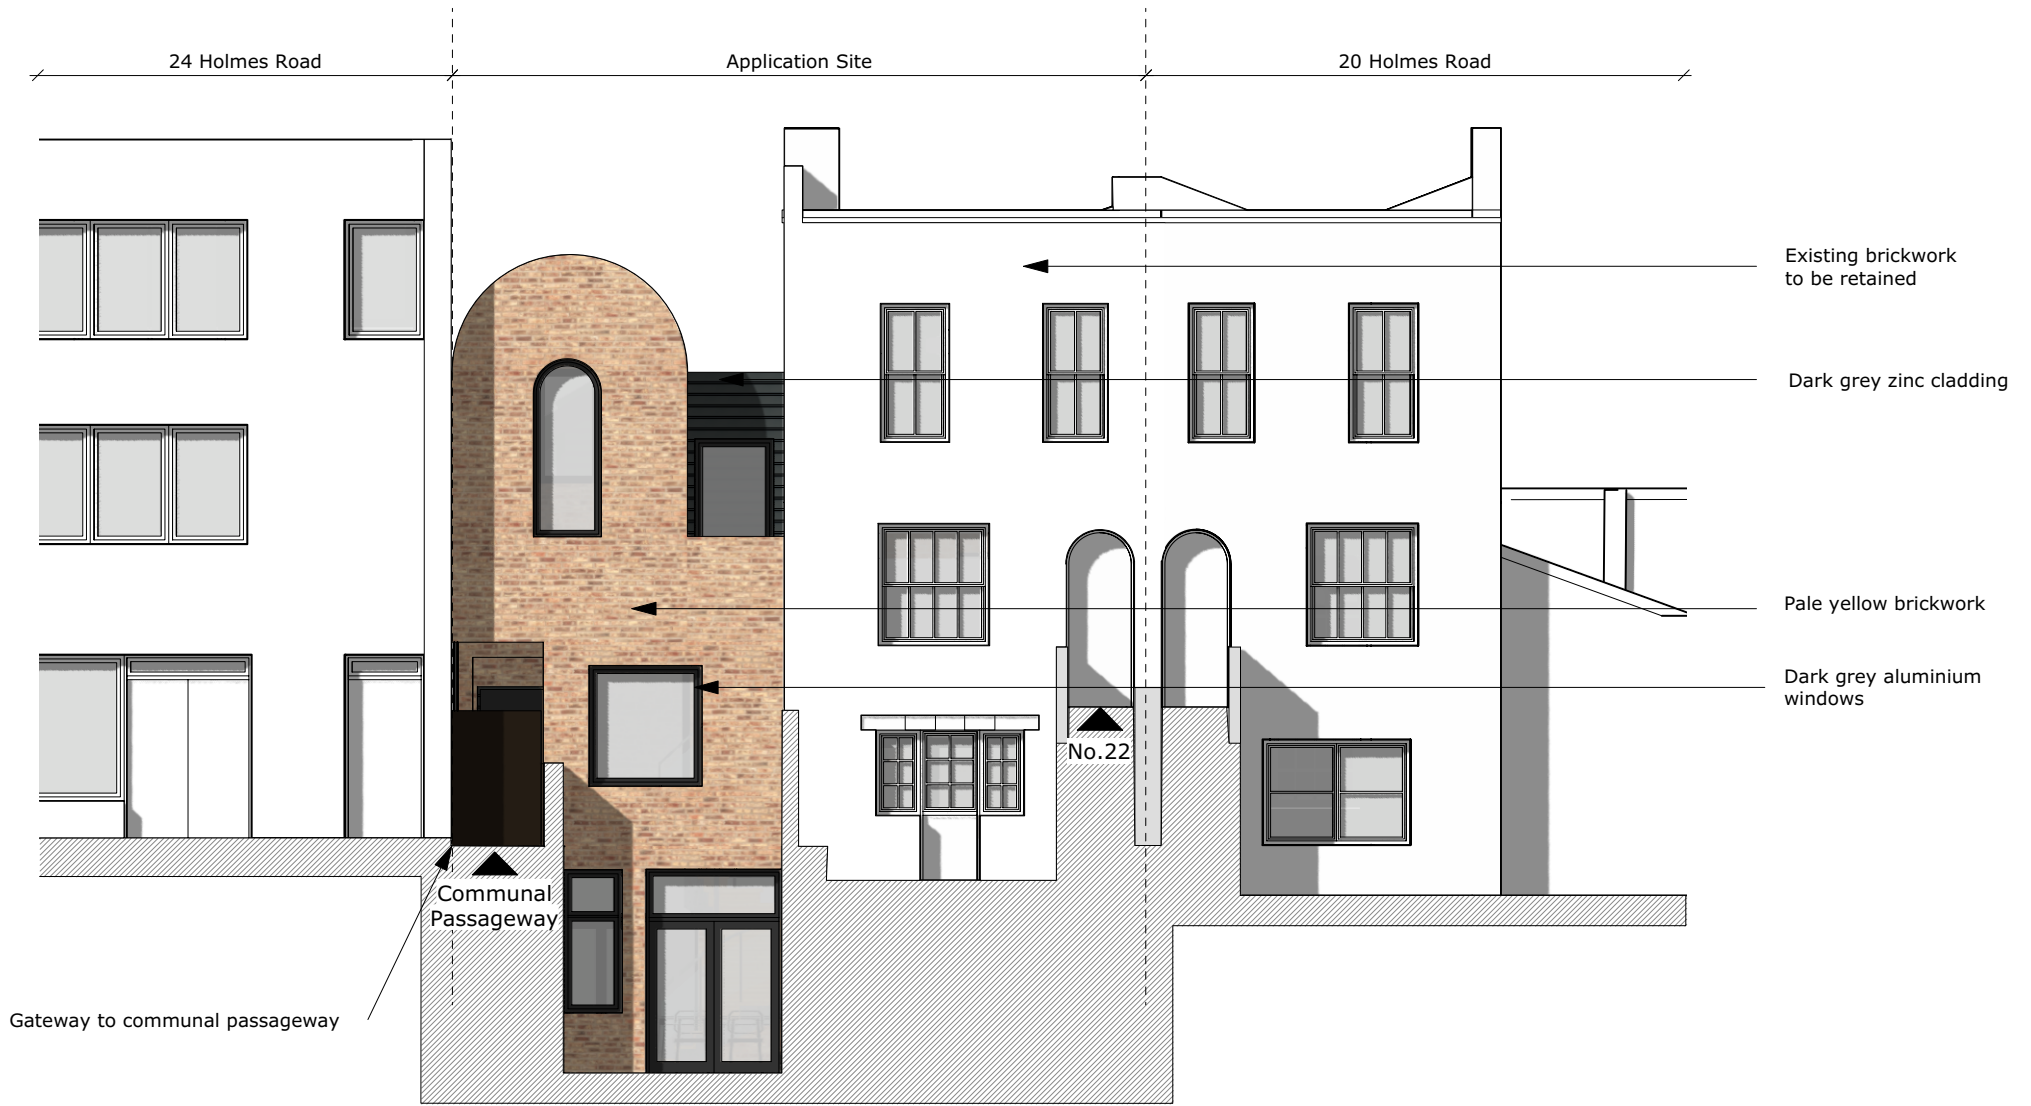 24 Holmes Road
Application Site
20 Holmes Road
Existing brickwork
to be retained
Dark grey zinc cladding
Pale yellow brickwork
Dark grey aluminium
windows
No.22
Communal
Passageway
Gateway to communal passageway